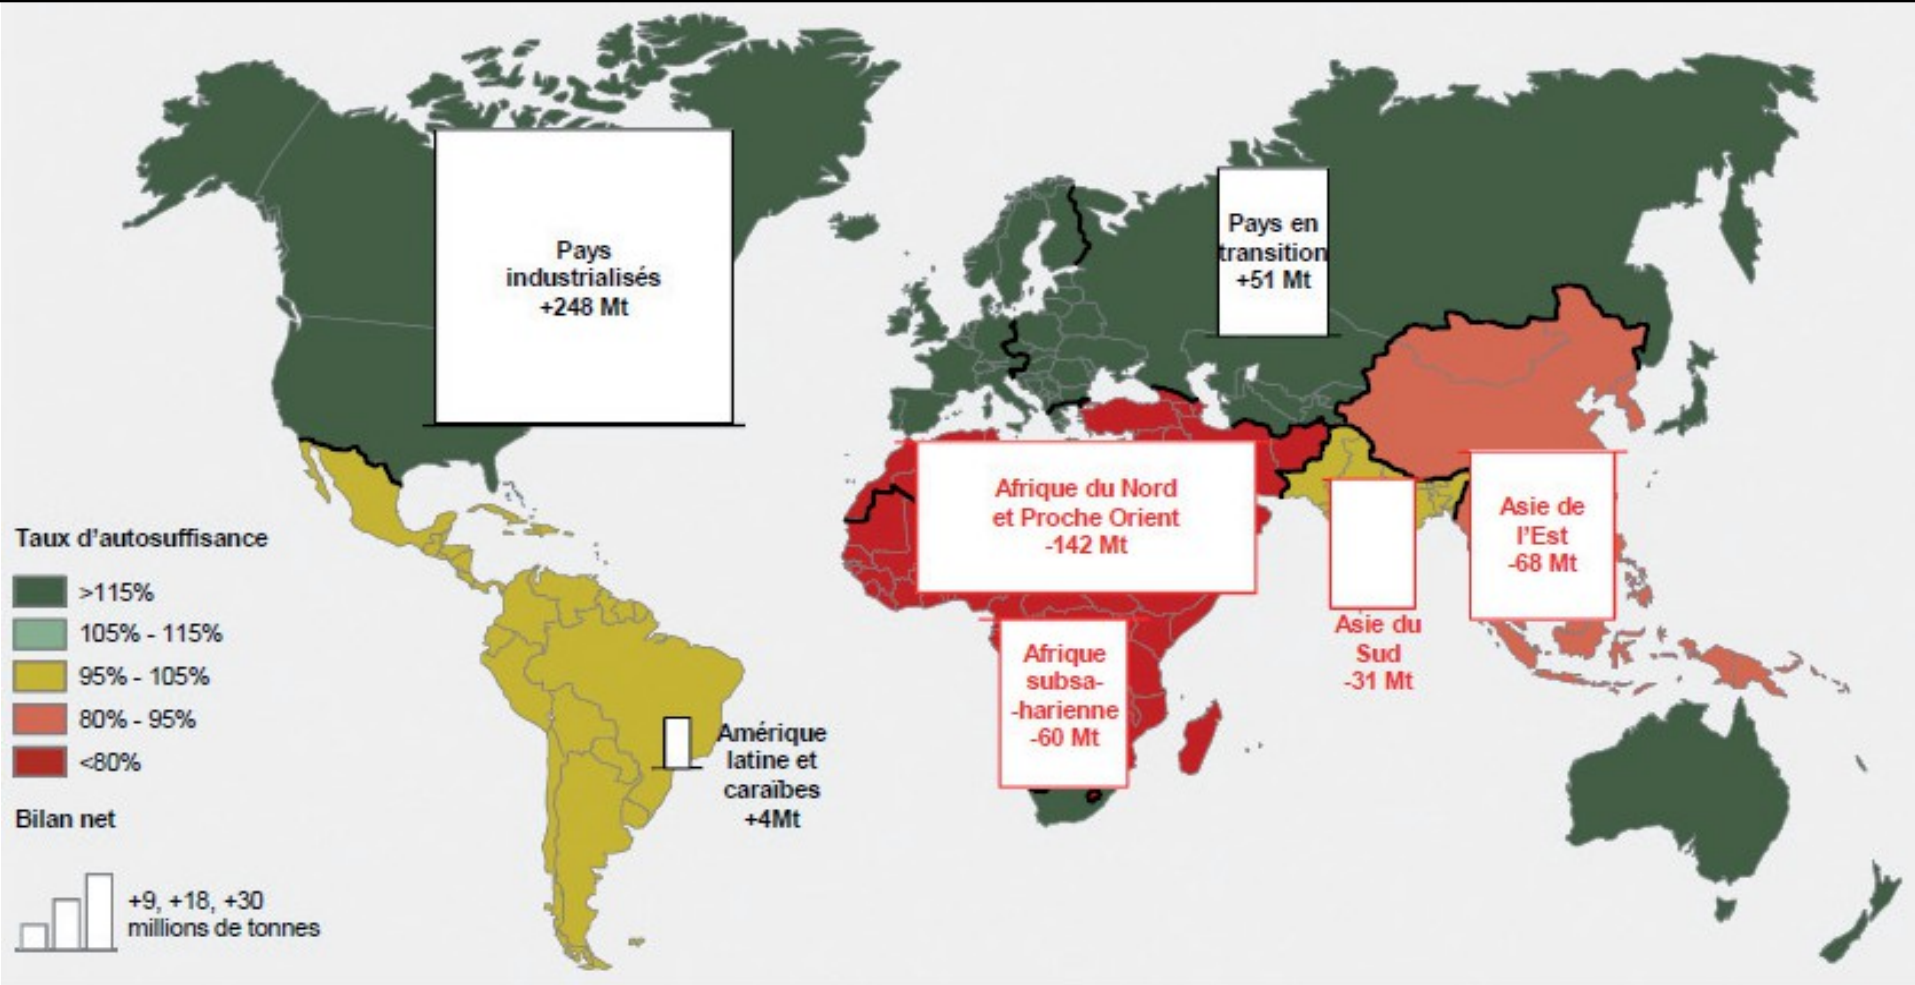 Pays
industrialisés
+248 Mt
Pays en
transition
+51 Mt
Afrique du Nord
et Proche Orient
-142 Mt
Asie de
l'Est
-68 Mt
Asie du
Sud
-31 Mt
Afrique
subsa-
-harienne
-60 Mt
Amérique
latine et
caraïbes
+4Mt
Taux d'autosuffisance
>115%
105% - 115%
95% - 105%
80% - 95%
<80%
Bilan net
+9, +18, +30
millions de tonnes